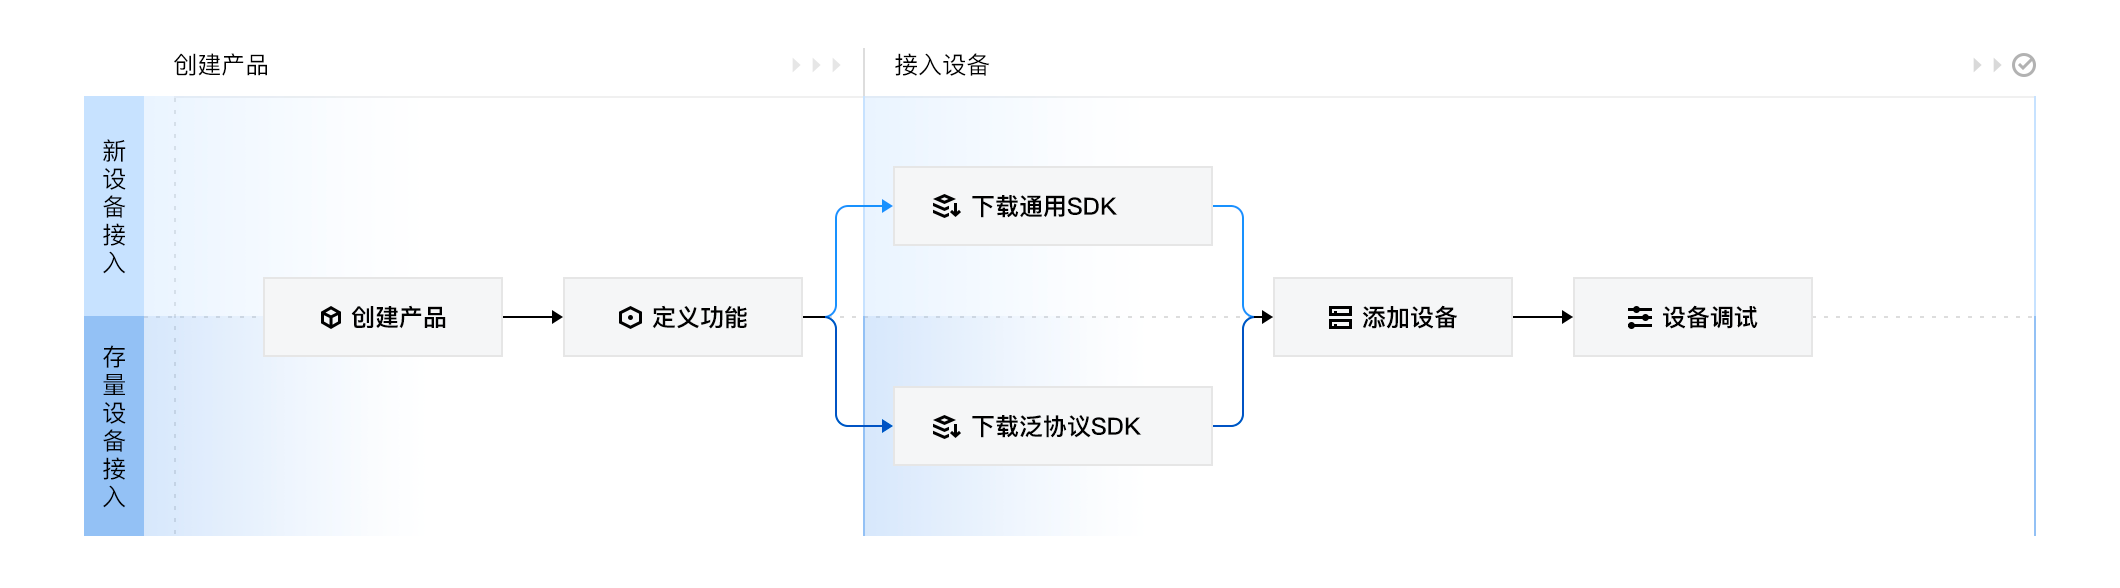 创建产品
接入设备
新设备接入
存量设备接入
创建产品
定义功能
下载通用SDK
下载泛协议SDK
添加设备
设备调试